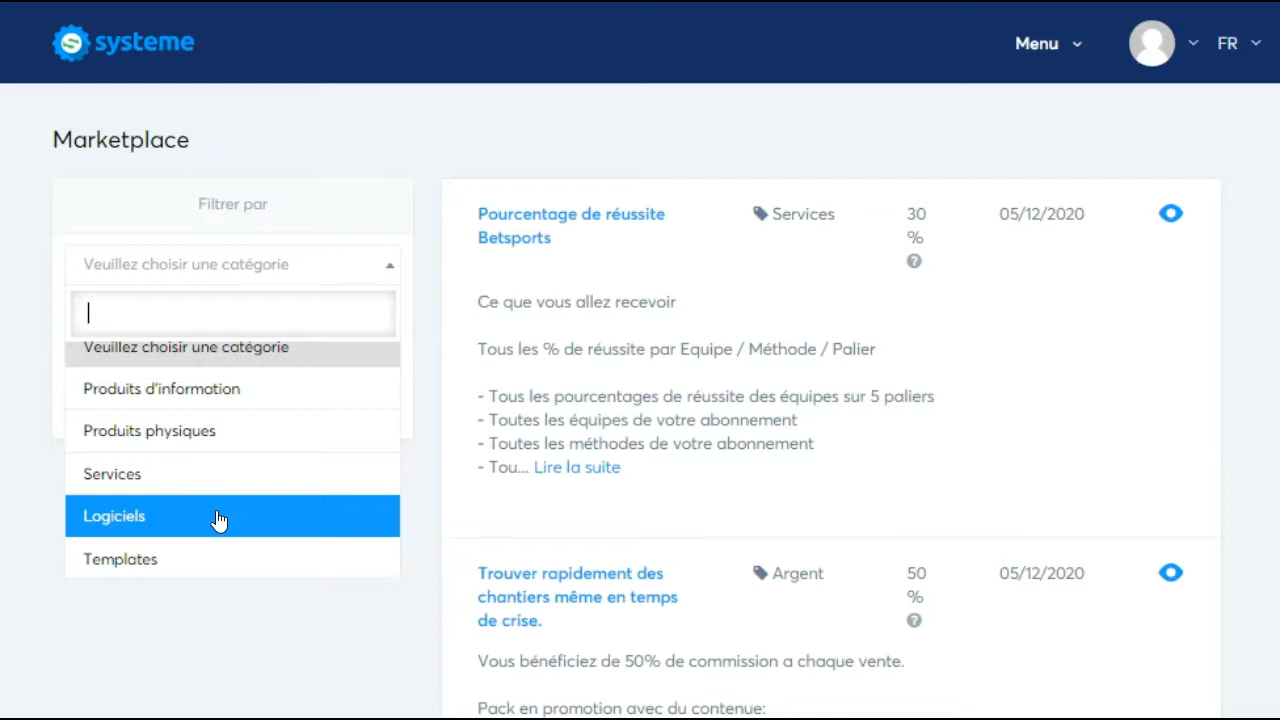 systeme
Menu
FR
Marketplace
Filtrer par
Veuillez choisir une catégorie
Veuillez choisir une catégorie
Produits d'information
Produits physiques
Services
Logiciels
Templates
Pourcentage de réussite
Betsports
Services
30
%
05/12/2020
Ce que vous allez recevoir
Tous les % de réussite par Equipe / Méthode / Palier
- Tous les pourcentages de réussite des équipes sur 5 paliers
- Toutes les équipes de votre abonnement
- Toutes les méthodes de votre abonnement
- Tou... Lire la suite
Trouver rapidement des
chantiers même en temps
de crise.
Argent
50
%
05/12/2020
Vous bénéficiez de 50% de commission a chaque vente.
Pack en promotion avec du contenue: